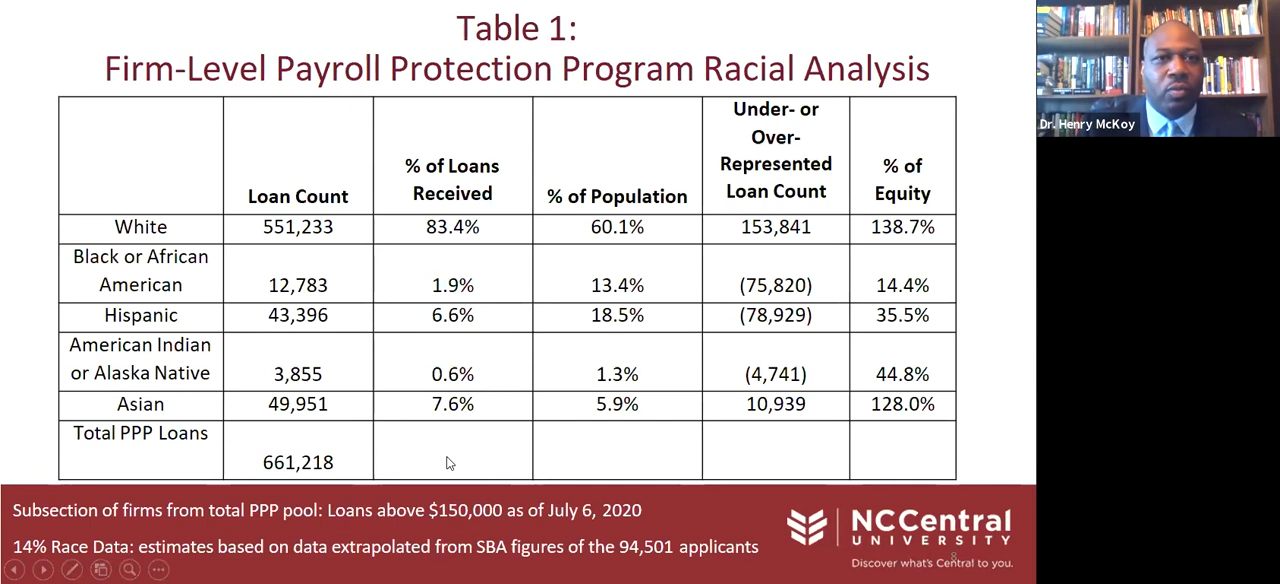 Table 1:
Firm-Level Payroll Protection Program Racial Analysis
Loan Count
% of Loans
Received
% of Population
Under- or
Over-
Represented
Loan Count
% of
Equity
White 551,233 83.4% 60.1% 153,841 138.7%
Black or African
American 12,783 1.9% 13.4% (75,820) 14.4%
Hispanic 43,396 6.6% 18.5% (78,929) 35.5%
American Indian
or Alaska Native 3,855 0.6% 1.3% (4,741) 44.8%
Asian 49,951 7.6% 5.9% 10,939 128.0%
Total PPP Loans
661,218
Subsection of firms from total PPP pool: Loans above $150,000 as of July 6, 2020
14% Race Data: estimates based on data extrapolated from SBA figures of the 94,501 applicants
NCCentral
UNIVERSITY
8
Discover what's Central to you.
Dr. Henry McKoy